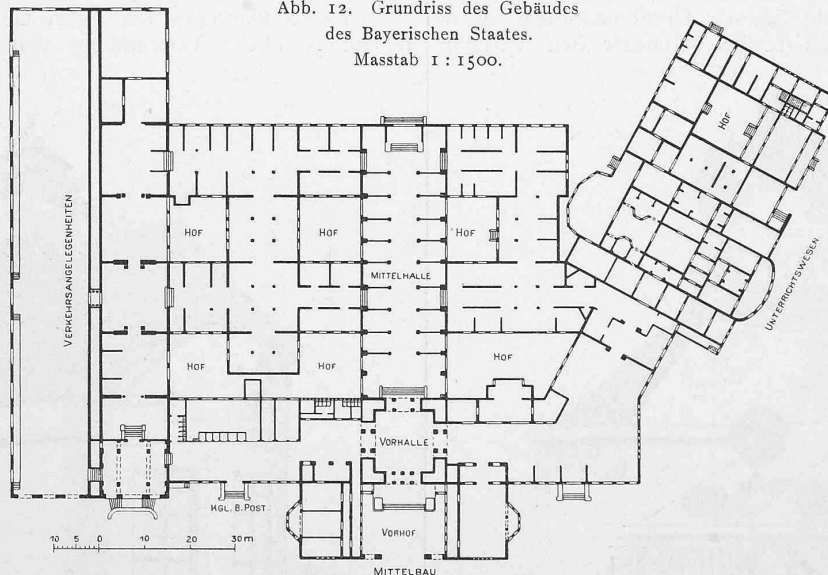 Abb. 12. Grundriss des Gebäudes
des Bayerischen Staates.
Masstab 1 : 1500.
HOF
VERKEHRSANGELEGENHEITEN
HOF
HOF
MITTELHALLE
HOF
UNTERRICHTSWESEN
HOF
HOF
HOF
VORHALLE
KGL. B. POST
VORHOF
10 5 0 10 20 30 m
MITTELBAU